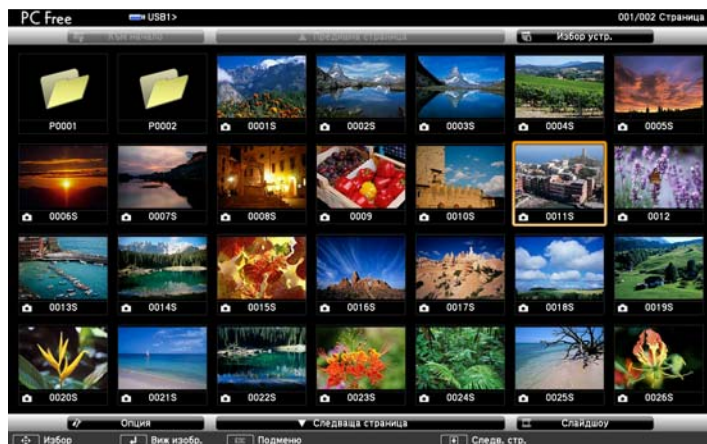 PC Free USB1> 001/002 Страница
Към начало ▲ Предишна страница Избор устр.
P0001 P0002 0001S 0002S 0003S 0004S 0005S
0006S 0007S 0008S 0009 0010S 0011S 0012
0013S 0014S 0015S 0016S 0017S 0018S 0019S
0020S 0021S 0022S 0023S 0024S 0025S 0026S
Опция ▼ Следваща страница Слайдшоу
Избор Виж изобр. Esc Подменю Следв. стр.